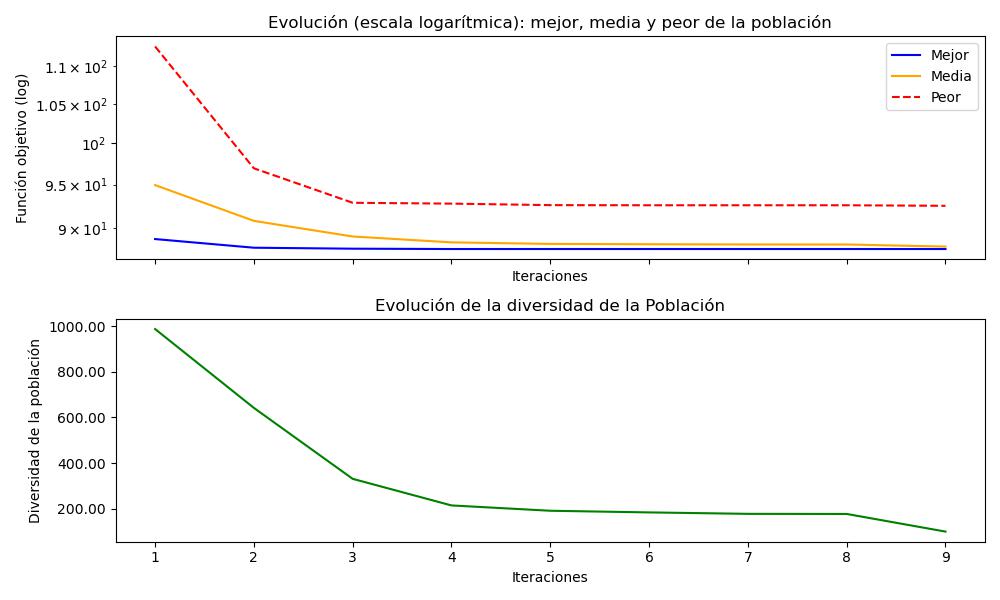 Evolución (escala logarítmica): mejor, media y peor de la población
Función objetivo (log)
1.1 × 10²
1.05 × 10²
10²
9.5 × 10¹
9 × 10¹
Mejor
Media
Peor
Iteraciones
Evolución de la diversidad de la Población
Diversidad de la población
1000.00
800.00
600.00
400.00
200.00
1 2 3 4 5 6 7 8 9
Iteraciones